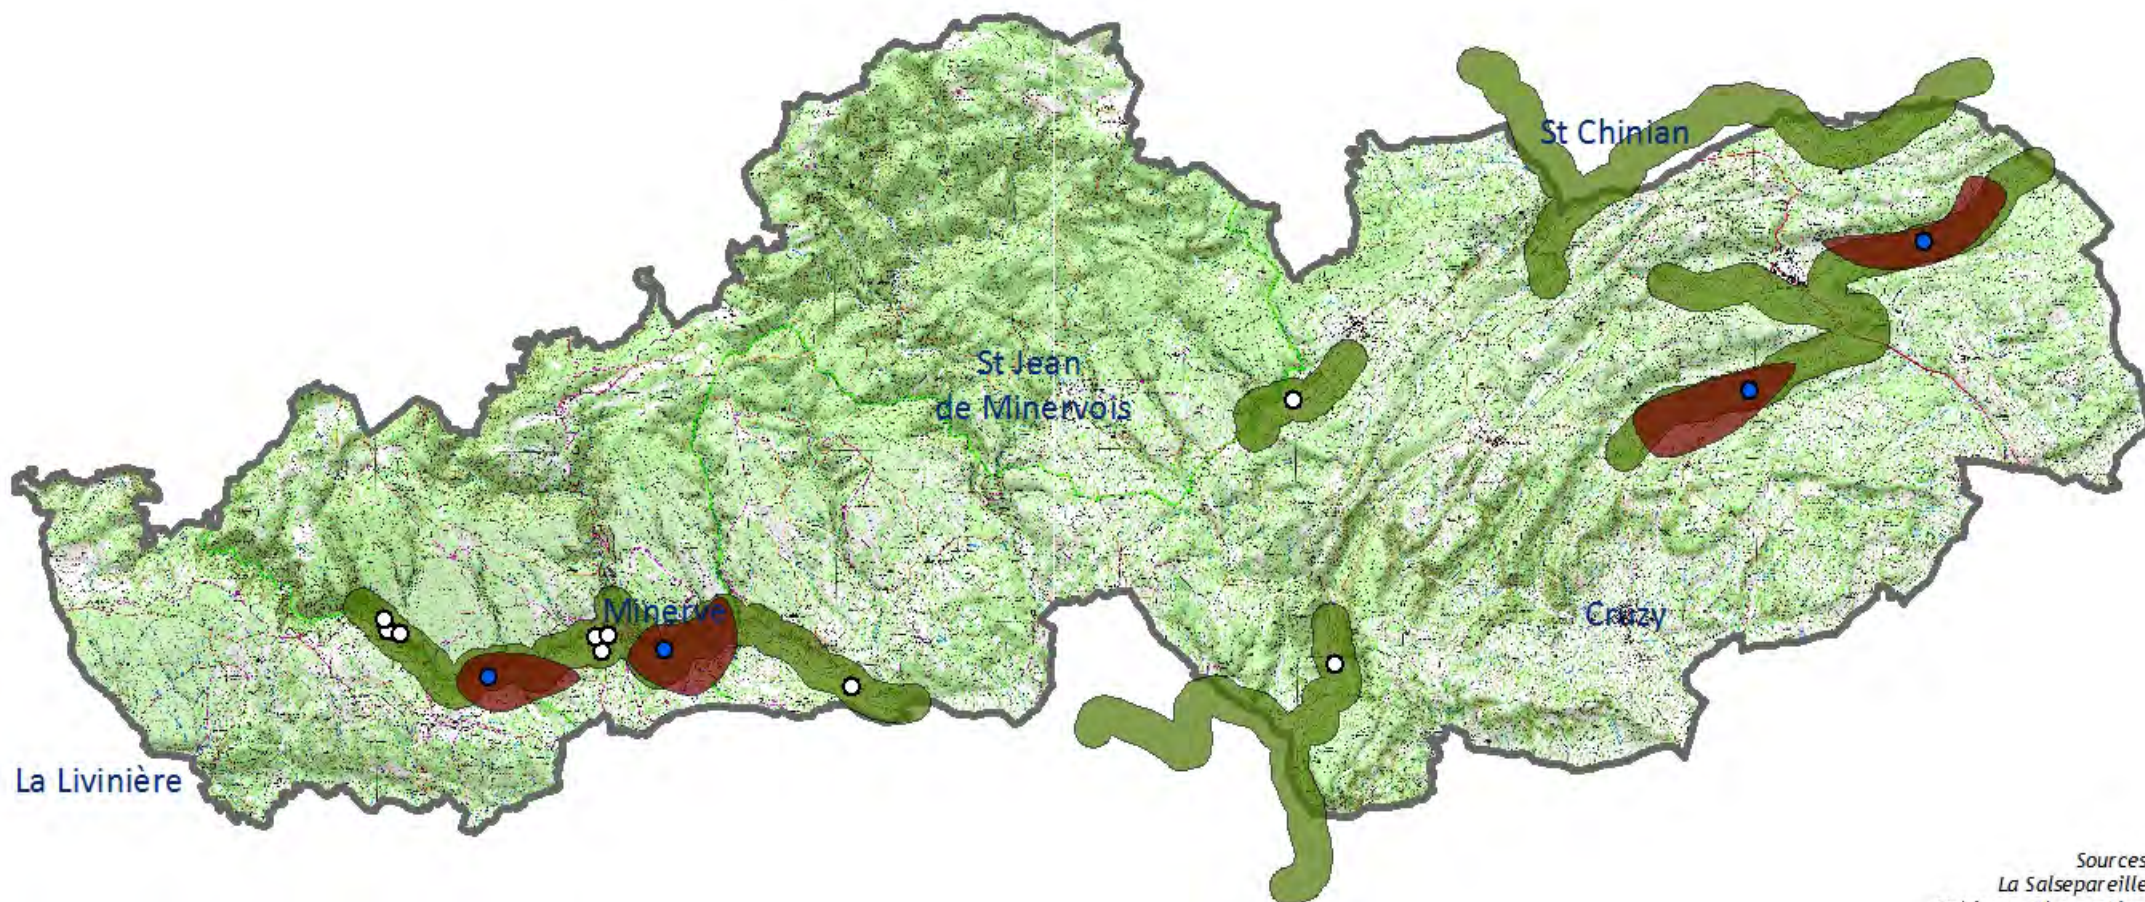 St Chinian
St Jean
de Minervois
Minerve
Cruzy
La Livinière
Sources
La Salsepareille